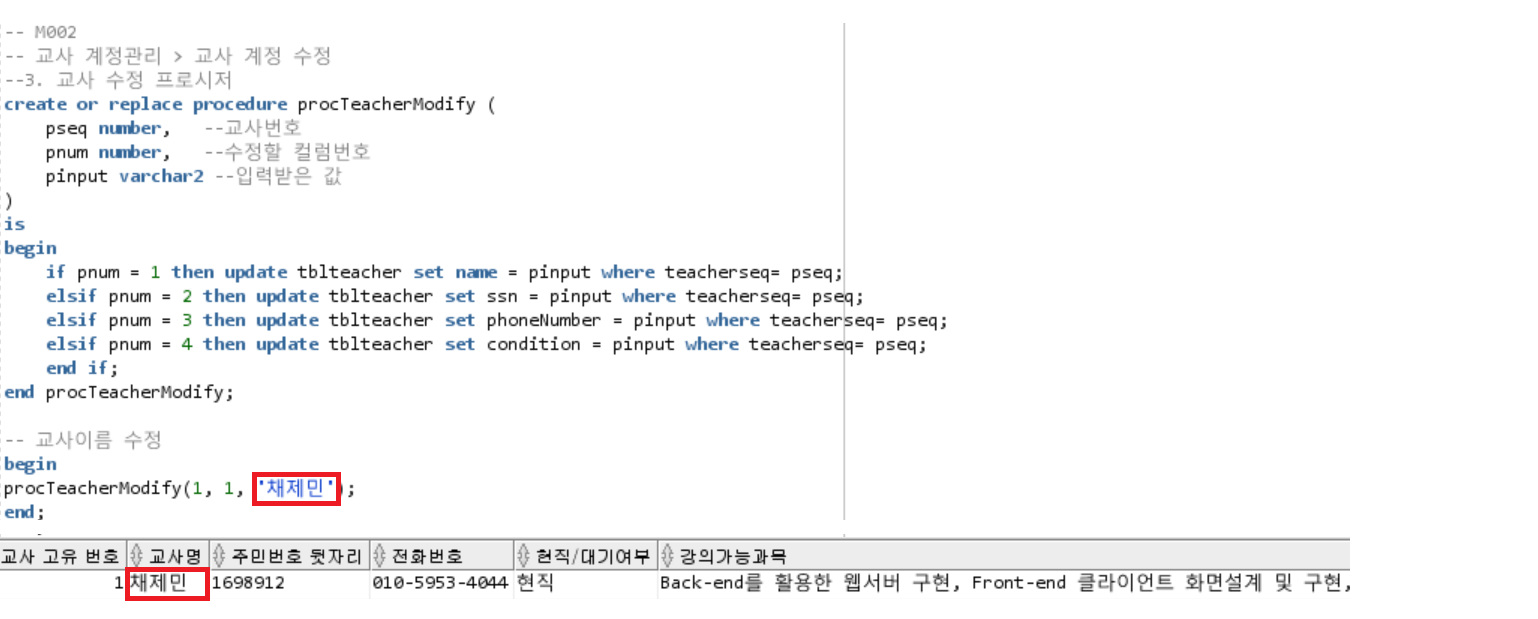 -- M002
-- 교사 계정관리 > 교사 계정 수정
--3. 교사 수정 프로시저
create or replace procedure procTeacherModify (
    pseq number,   --교사번호
    pnum number,   --수정할 컬럼번호
    pinput varchar2 --입력받은 값
)
is
begin
    if pnum = 1 then update tblteacher set name = pinput where teacherseq= pseq;
    elsif pnum = 2 then update tblteacher set ssn = pinput where teacherseq= pseq;
    elsif pnum = 3 then update tblteacher set phoneNumber = pinput where teacherseq= pseq;
    elsif pnum = 4 then update tblteacher set condition = pinput where teacherseq= pseq;
    end if;
end procTeacherModify;
-- 교사이름 수정
begin
procTeacherModify(1, 1, '채제민');
end;
교사 고유 번호 교사명 주민번호 뒷자리 전화번호 현직/대기여부 강의가능과목
1 채제민 1698912 010-5953-4044 현직 Back-end를 활용한 웹서버 구현, Front-end 클라이언트 화면설계 및 구현,